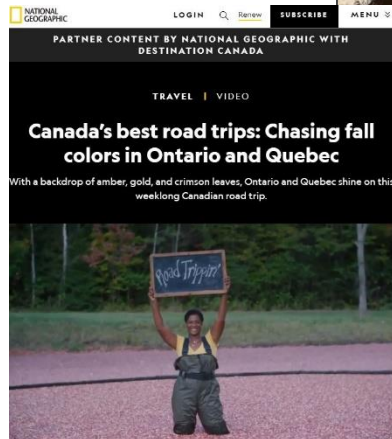 NATIONAL
GEOGRAPHIC
LOGIN Renew SUBSCRIBE MENU
PARTNER CONTENT BY NATIONAL GEOGRAPHIC WITH
DESTINATION CANADA
TRAVEL | VIDEO
Canada's best road trips: Chasing fall
colors in Ontario and Quebec
With a backdrop of amber, gold, and crimson leaves, Ontario and Quebec shine on this
weeklong Canadian road trip.
Road Trippin'